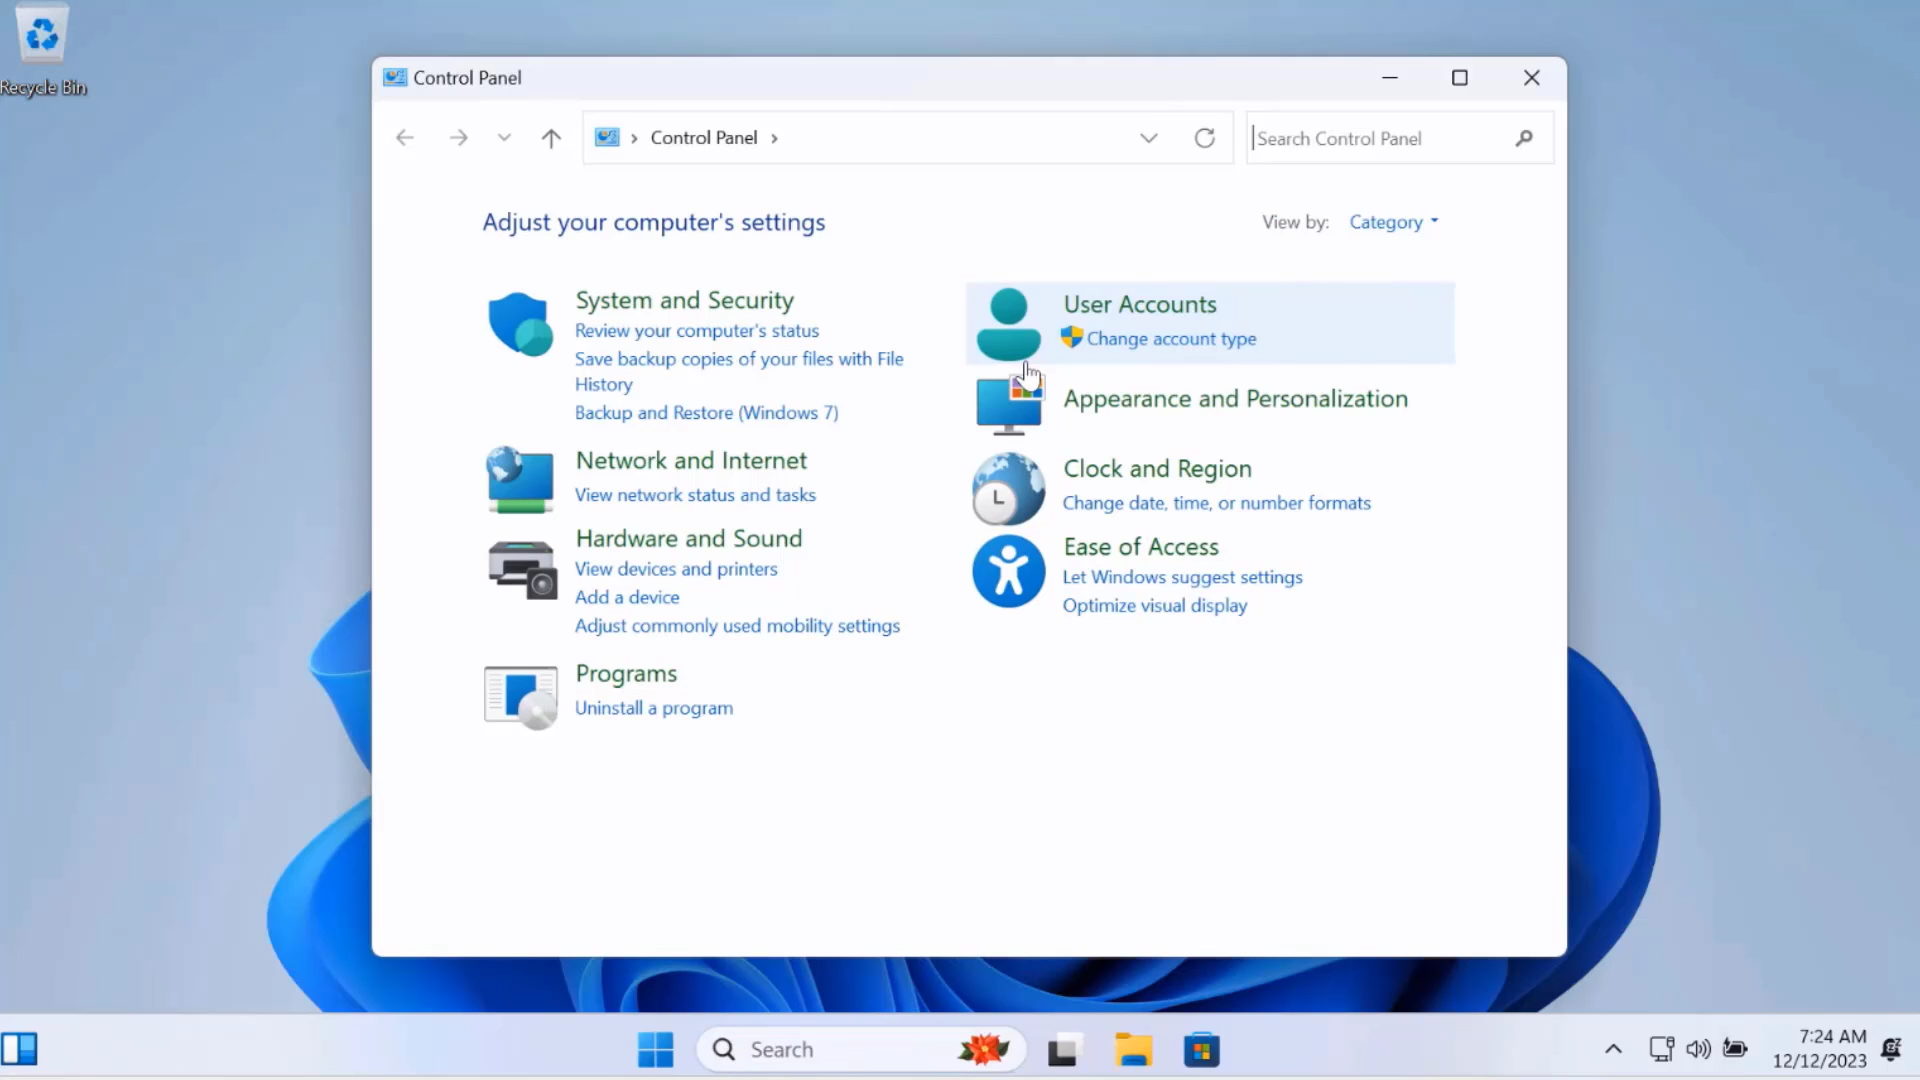 Recycle Bin
Control Panel
Control Panel
Search Control Panel
Adjust your computer's settings
View by: Category
System and Security
Review your computer's status
Save backup copies of your files with File
History
Backup and Restore (Windows 7)
Network and Internet
View network status and tasks
Hardware and Sound
View devices and printers
Add a device
Adjust commonly used mobility settings
Programs
Uninstall a program
User Accounts
Change account type
Appearance and Personalization
Clock and Region
Change date, time, or number formats
Ease of Access
Let Windows suggest settings
Optimize visual display
Search
7:24 AM
12/12/2023